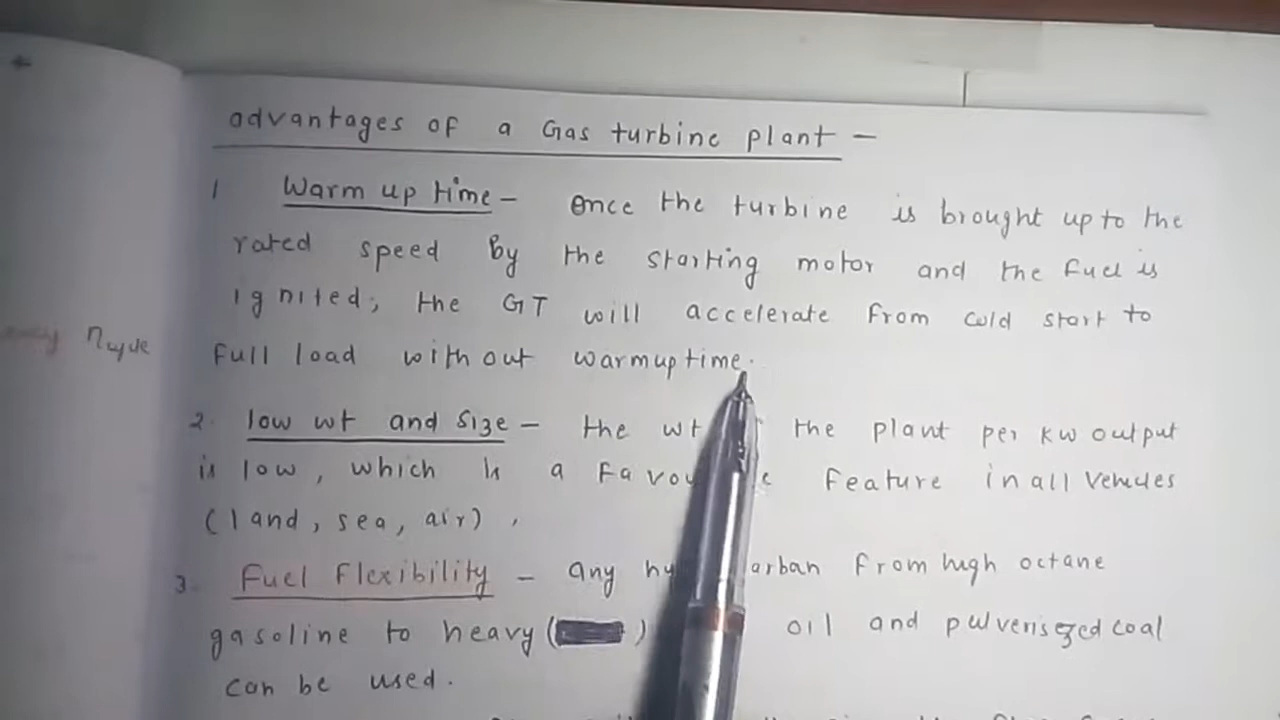 advantages of a Gas turbine plant -
1 Warm up time - Once the turbine is brought up to the
rated speed by the starting motor and the fuel is
ignited, the GT will accelerate from cold start to
full load without warmup time.
2. low wt and size - the wt the plant per kw output
is low, which is a feature in all vehicles
(land, sea, air),
3. Fuel Flexibility - any from high octane
gasoline to heavy ( ) oil and pulverised coal
can be used.